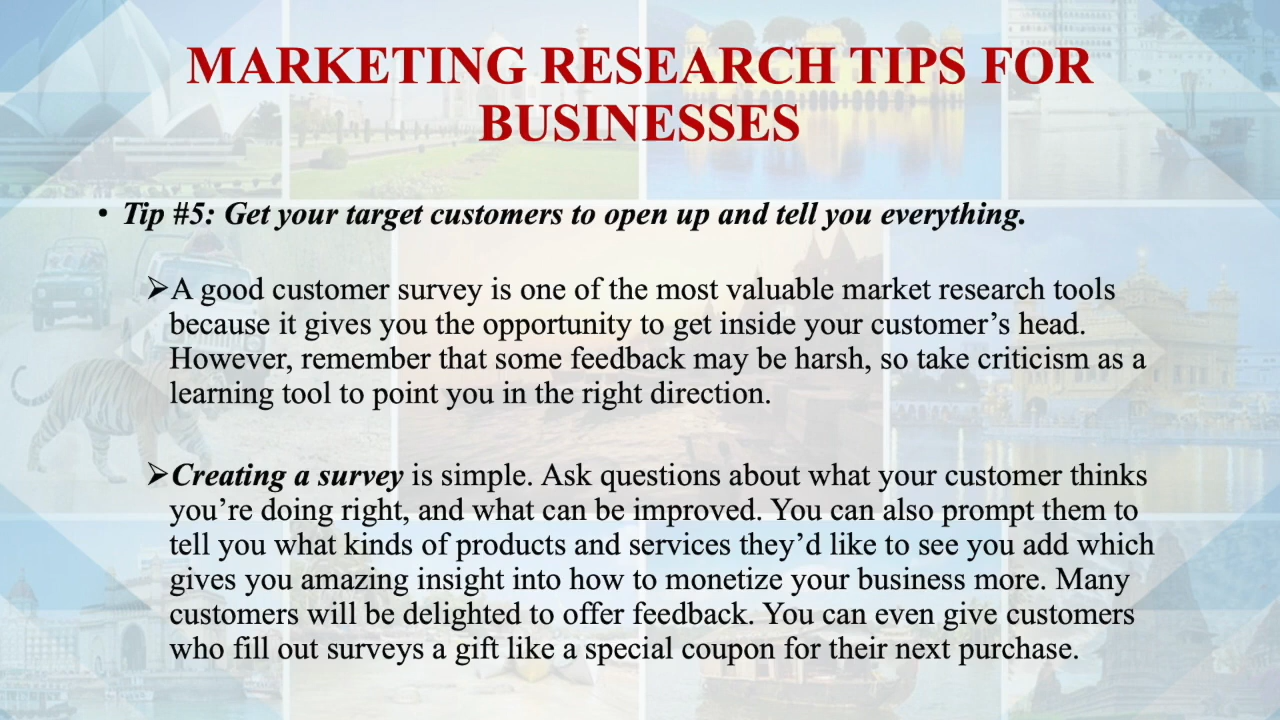 MARKETING RESEARCH TIPS FOR
BUSINESSES
• Tip #5: Get your target customers to open up and tell you everything.
➢A good customer survey is one of the most valuable market research tools
because it gives you the opportunity to get inside your customer’s head.
However, remember that some feedback may be harsh, so take criticism as a
learning tool to point you in the right direction.
➢Creating a survey is simple. Ask questions about what your customer thinks
you’re doing right, and what can be improved. You can also prompt them to
tell you what kinds of products and services they’d like to see you add which
gives you amazing insight into how to monetize your business more. Many
customers will be delighted to offer feedback. You can even give customers
who fill out surveys a gift like a special coupon for their next purchase.